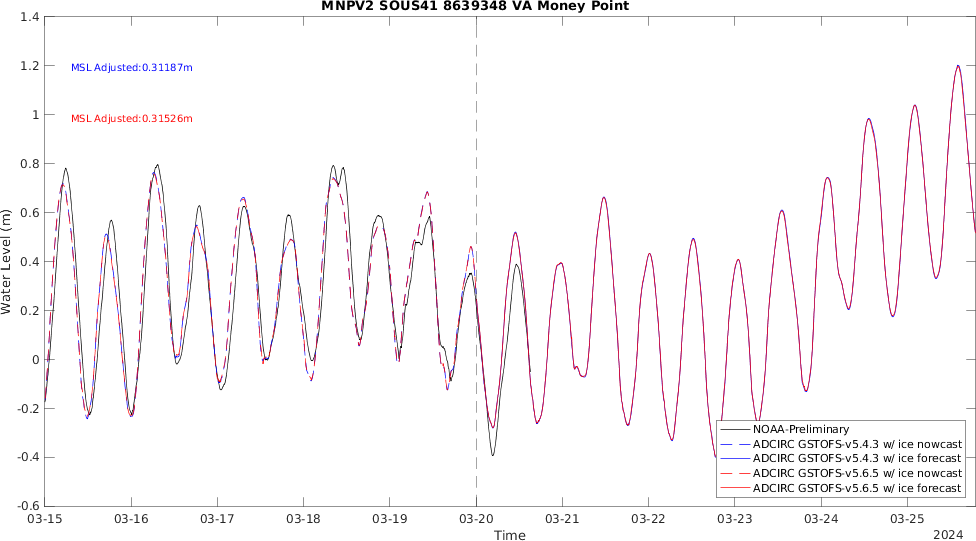 MNPV2 SOUS41 8639348 VA Money Point
1.4
1.2
1
0.8
0.6
0.4
0.2
0
-0.2
-0.4
-0.6
Water Level (m)
MSL Adjusted:0.31187m
MSL Adjusted:0.31526m
NOAA-Preliminary
ADCIRC GSTOFS-v5.4.3 w/ ice nowcast
ADCIRC GSTOFS-v5.4.3 w/ ice forecast
ADCIRC GSTOFS-v5.6.5 w/ ice nowcast
ADCIRC GSTOFS-v5.6.5 w/ ice forecast
03-15 03-16 03-17 03-18 03-19 03-20 03-21 03-22 03-23 03-24 03-25
Time
2024